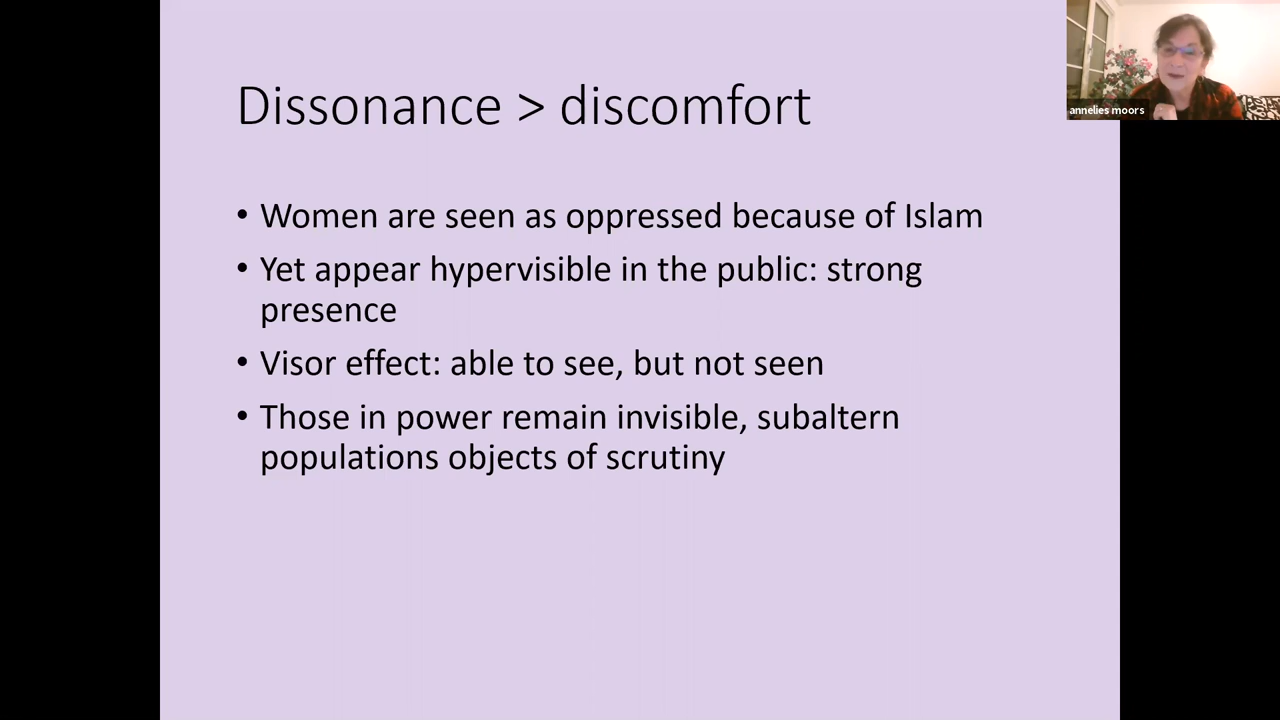 Dissonance > discomfort
• Women are seen as oppressed because of Islam
• Yet appear hypervisible in the public: strong
presence
• Visor effect: able to see, but not seen
• Those in power remain invisible, subaltern
populations objects of scrutiny
annelies moors